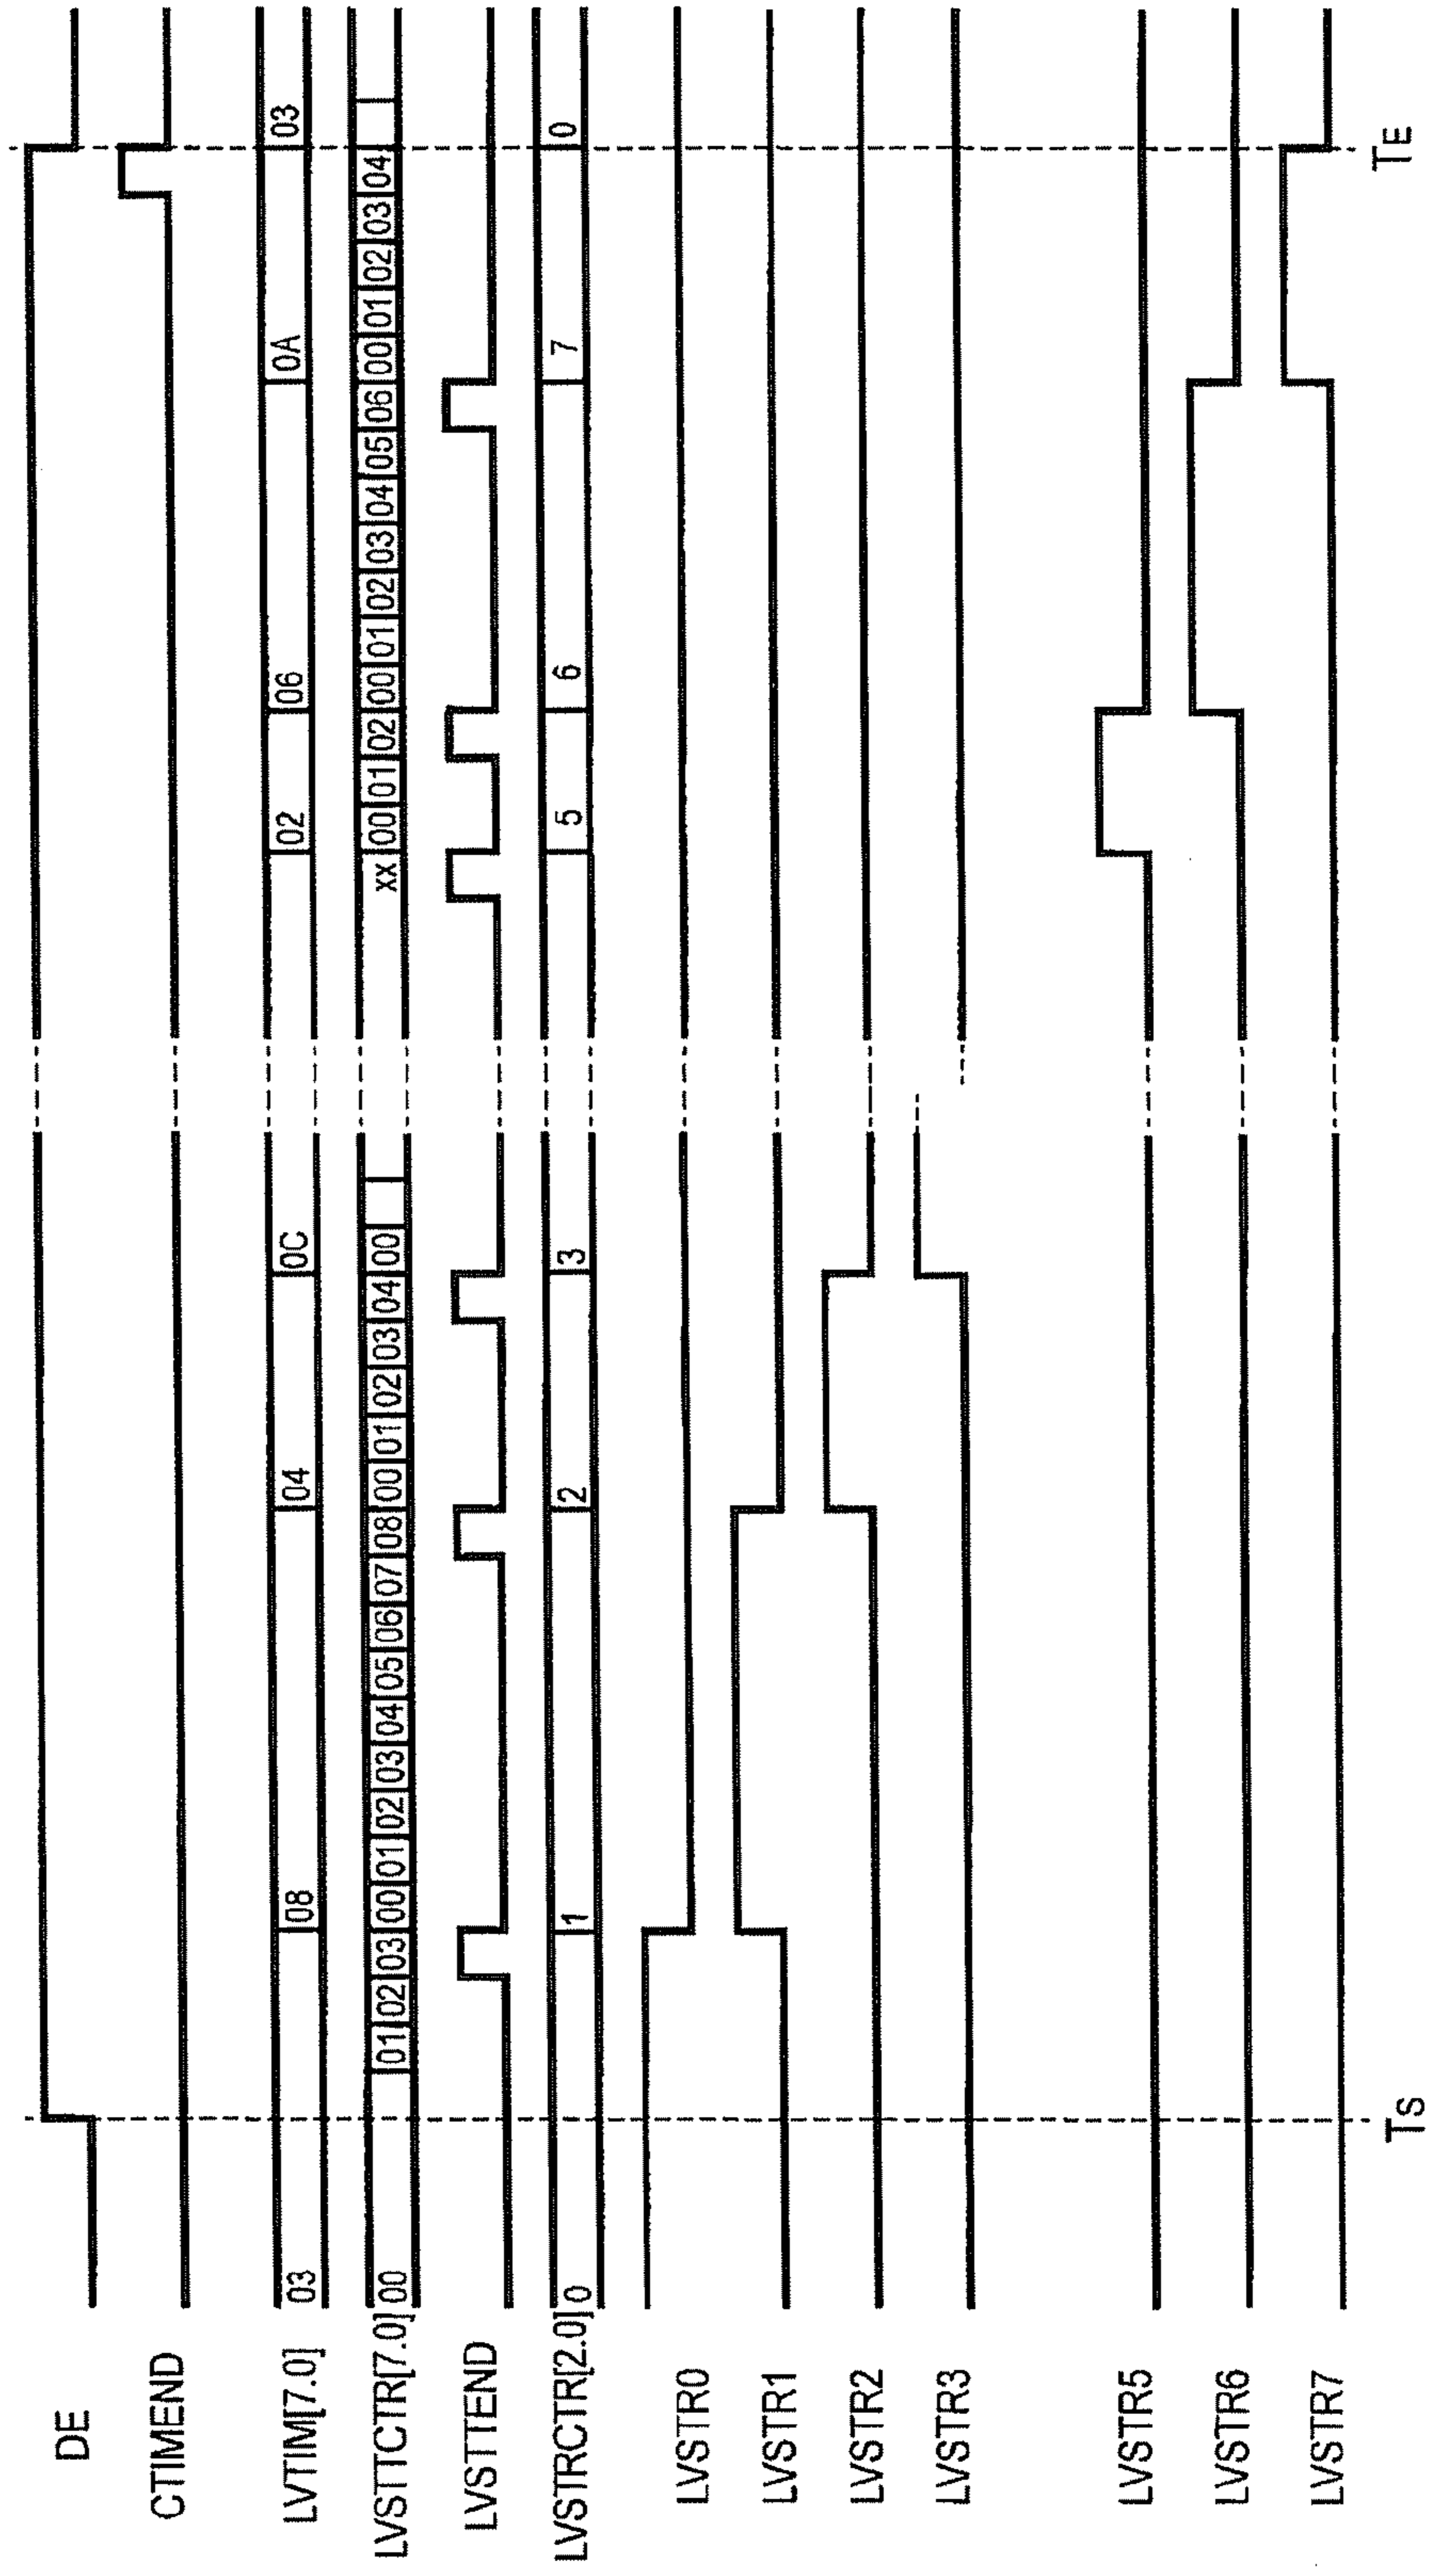 DE
CTIMEND
LVTIM[7.0] 03 08 04 0C 02 06 0A 03
LVSTTCTR[7.0] 00 01 02 03 00 01 02 03 04 05 06 07 08 00 01 02 03 04 00 xx 00 01 02 00 01 02 03 04 05 06 00 01 02 03 04
LVSTTEND
LVSTRCTR[2.0] 0 1 2 3 5 6 7 0
LVSTR0
LVSTR1
LVSTR2
LVSTR3
LVSTR5
LVSTR6
LVSTR7
TS TE